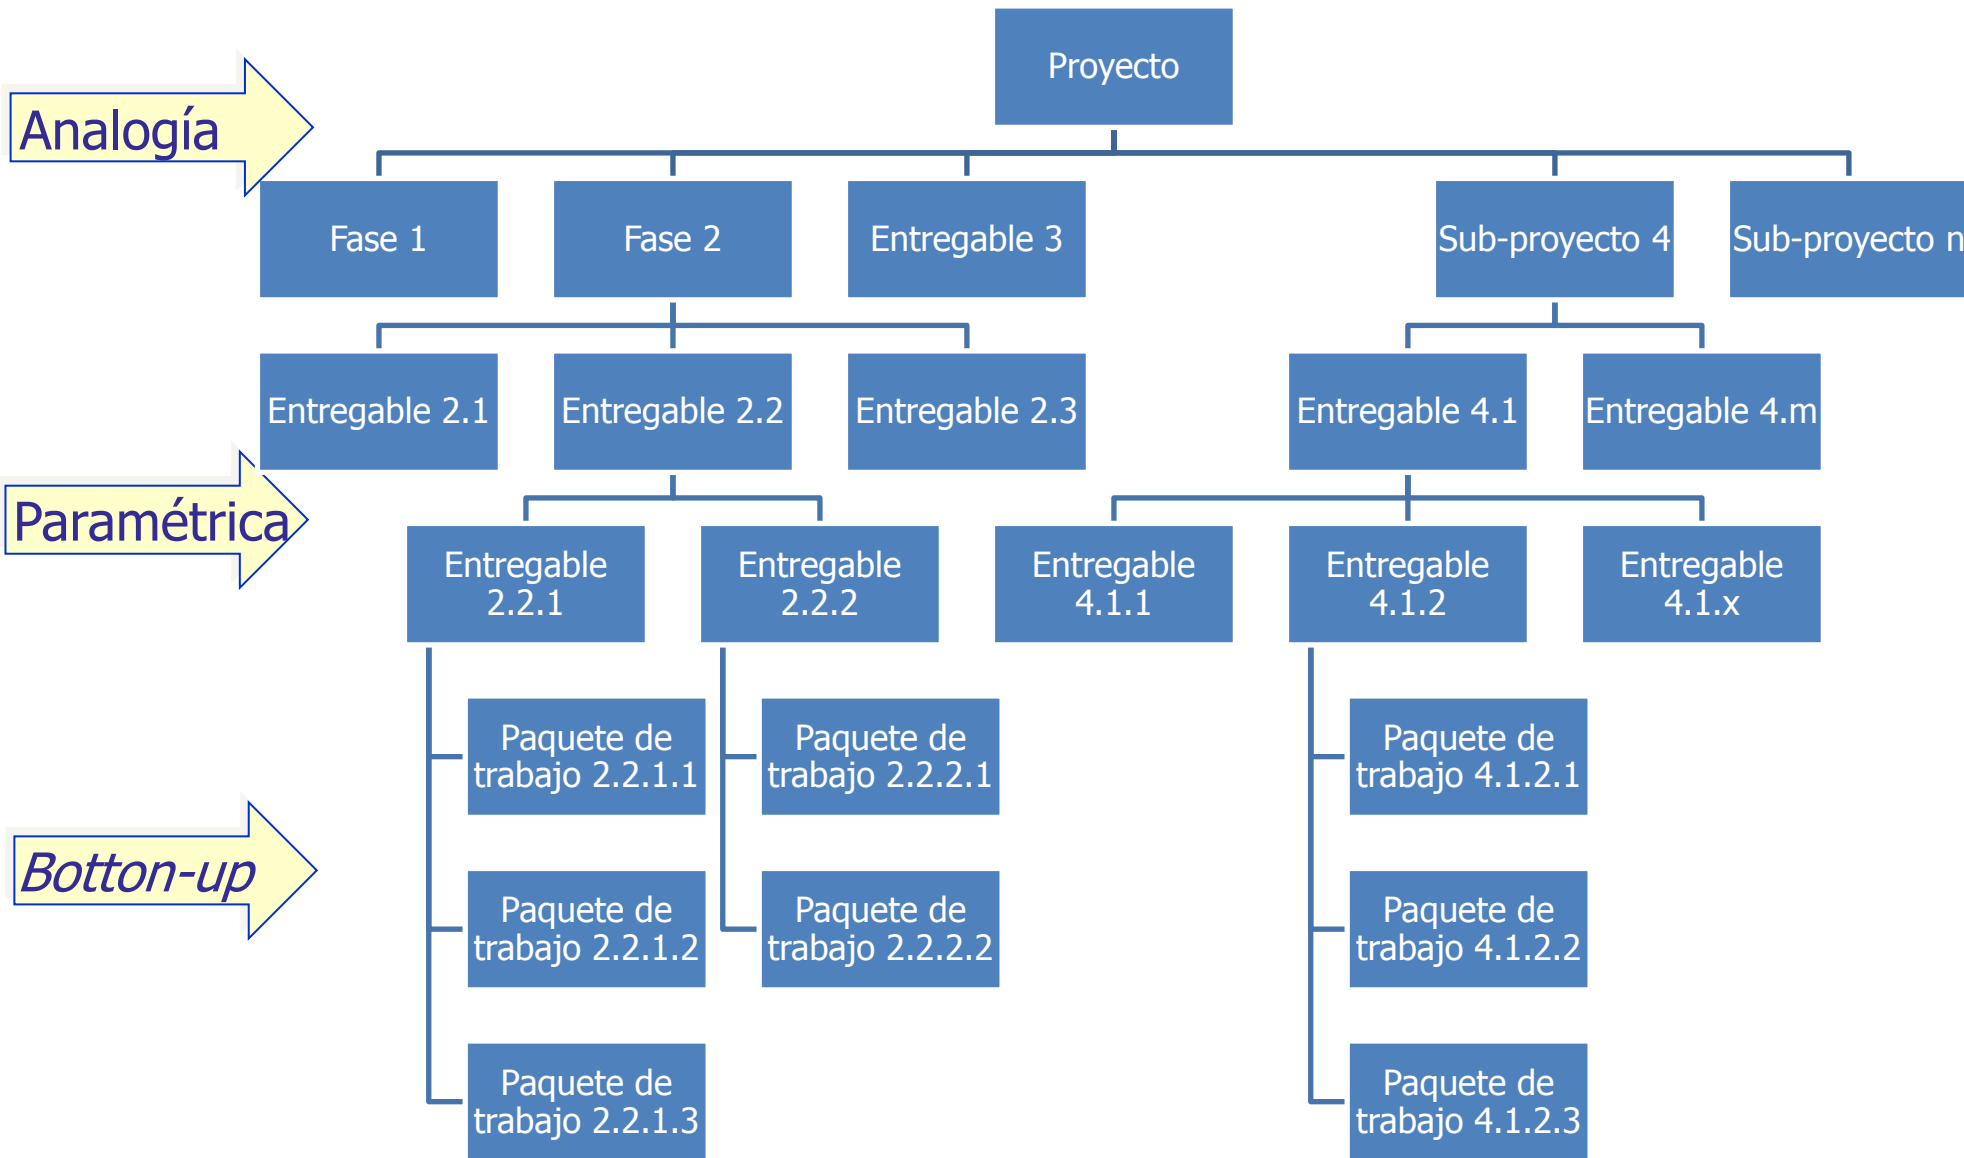 Proyecto
Analogía
Fase 1
Fase 2
Entregable 3
Sub-proyecto 4
Sub-proyecto n
Entregable 2.1
Entregable 2.2
Entregable 2.3
Entregable 4.1
Entregable 4.m
Paramétrica
Entregable
2.2.1
Entregable
2.2.2
Entregable
4.1.1
Entregable
4.1.2
Entregable
4.1.x
Paquete de
trabajo 2.2.1.1
Paquete de
trabajo 2.2.2.1
Paquete de
trabajo 4.1.2.1
Botton-up
Paquete de
trabajo 2.2.1.2
Paquete de
trabajo 2.2.2.2
Paquete de
trabajo 4.1.2.2
Paquete de
trabajo 2.2.1.3
Paquete de
trabajo 4.1.2.3